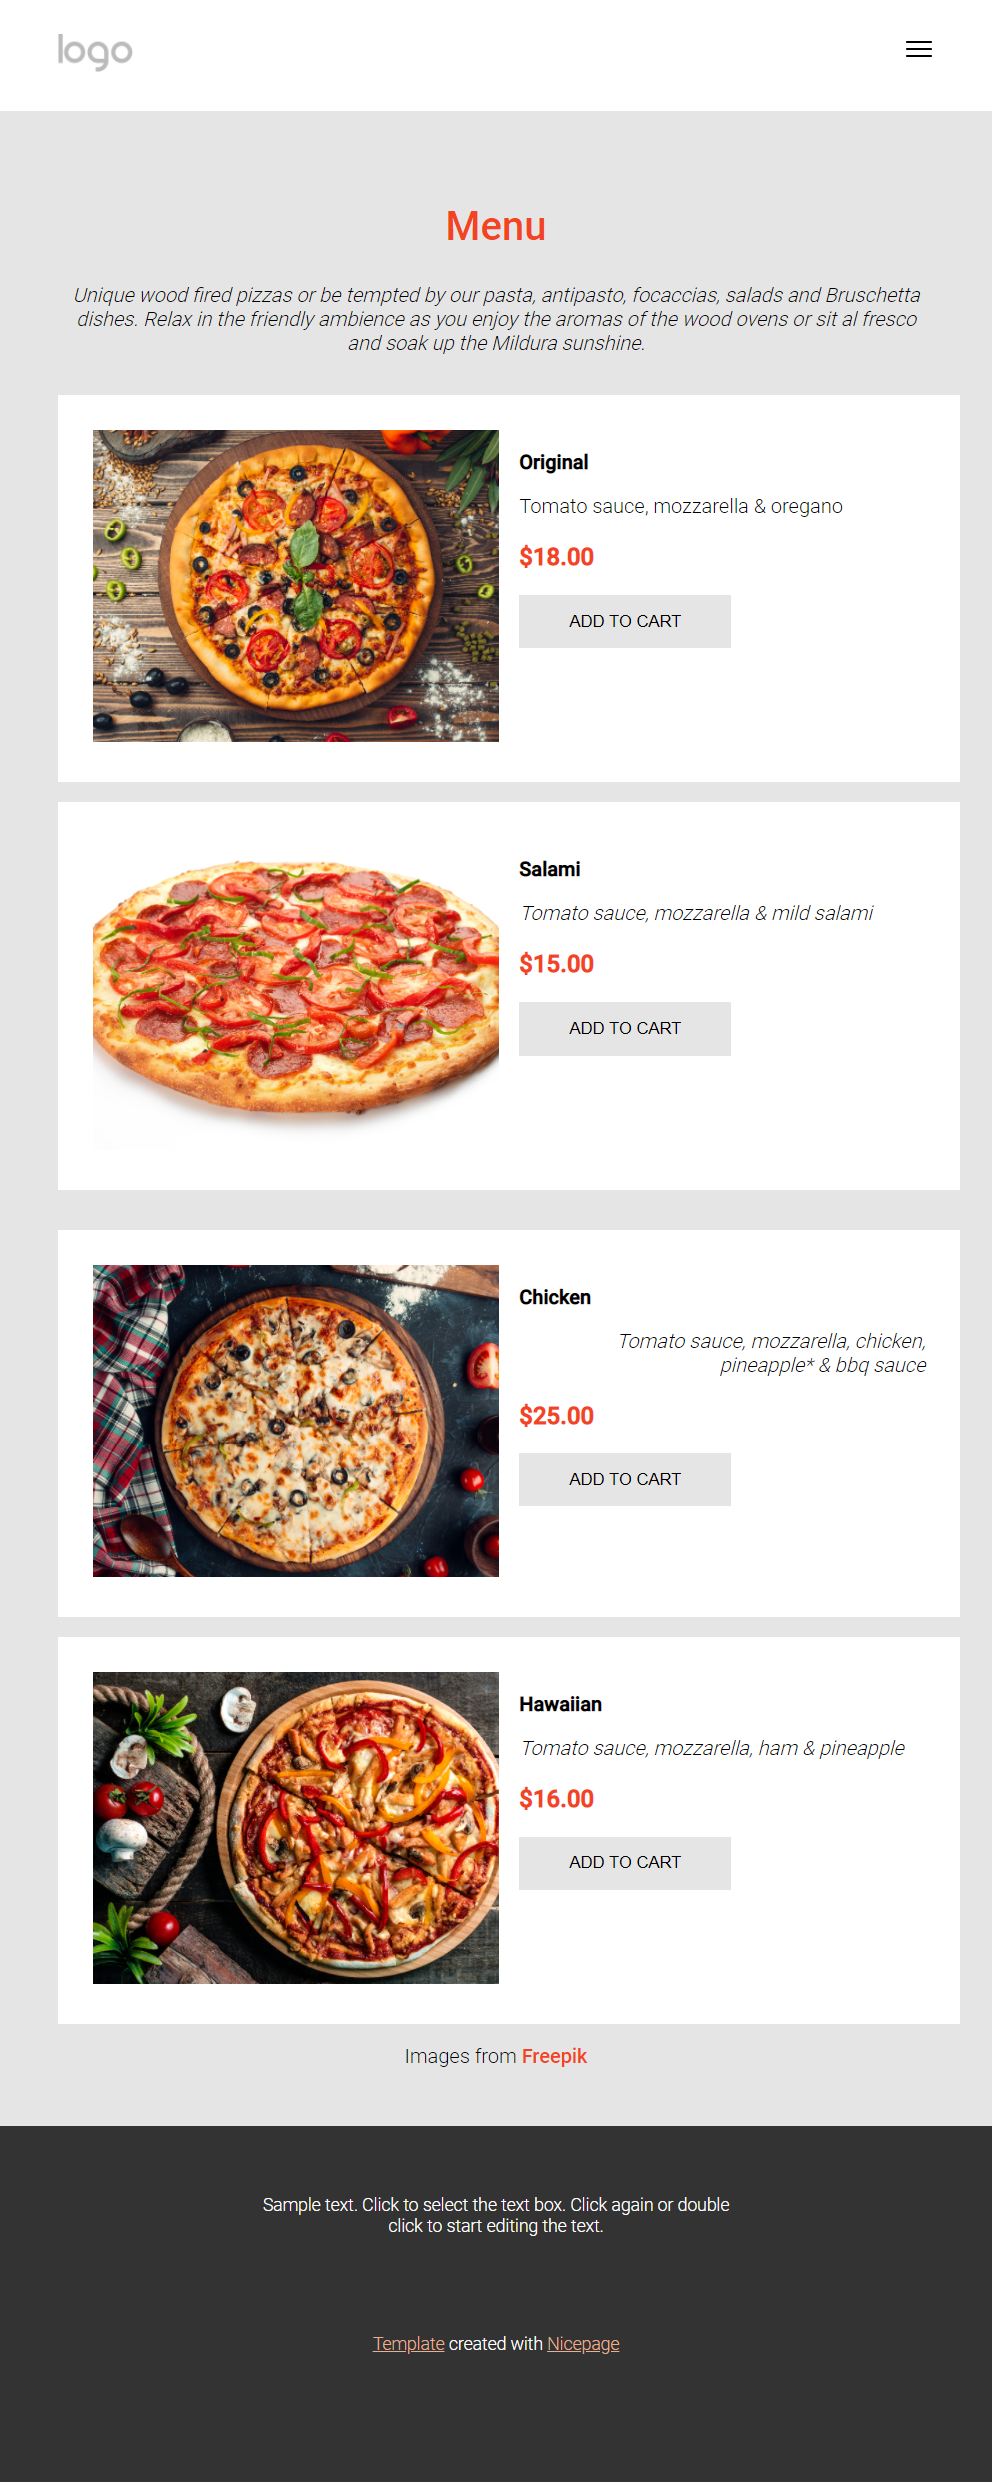 logo
Menu
Unique wood fired pizzas or be tempted by our pasta, antipasto, focaccias, salads and Bruschetta
dishes. Relax in the friendly ambience as you enjoy the aromas of the wood ovens or sit al fresco
and soak up the Mildura sunshine.
Original
Tomato sauce, mozzarella & oregano
$18.00
ADD TO CART
Salami
Tomato sauce, mozzarella & mild salami
$15.00
ADD TO CART
Chicken
Tomato sauce, mozzarella, chicken,
pineapple* & bbq sauce
$25.00
ADD TO CART
Hawaiian
Tomato sauce, mozzarella, ham & pineapple
$16.00
ADD TO CART
Images from Freepik
Sample text. Click to select the text box. Click again or double
click to start editing the text.
Template created with Nicepage